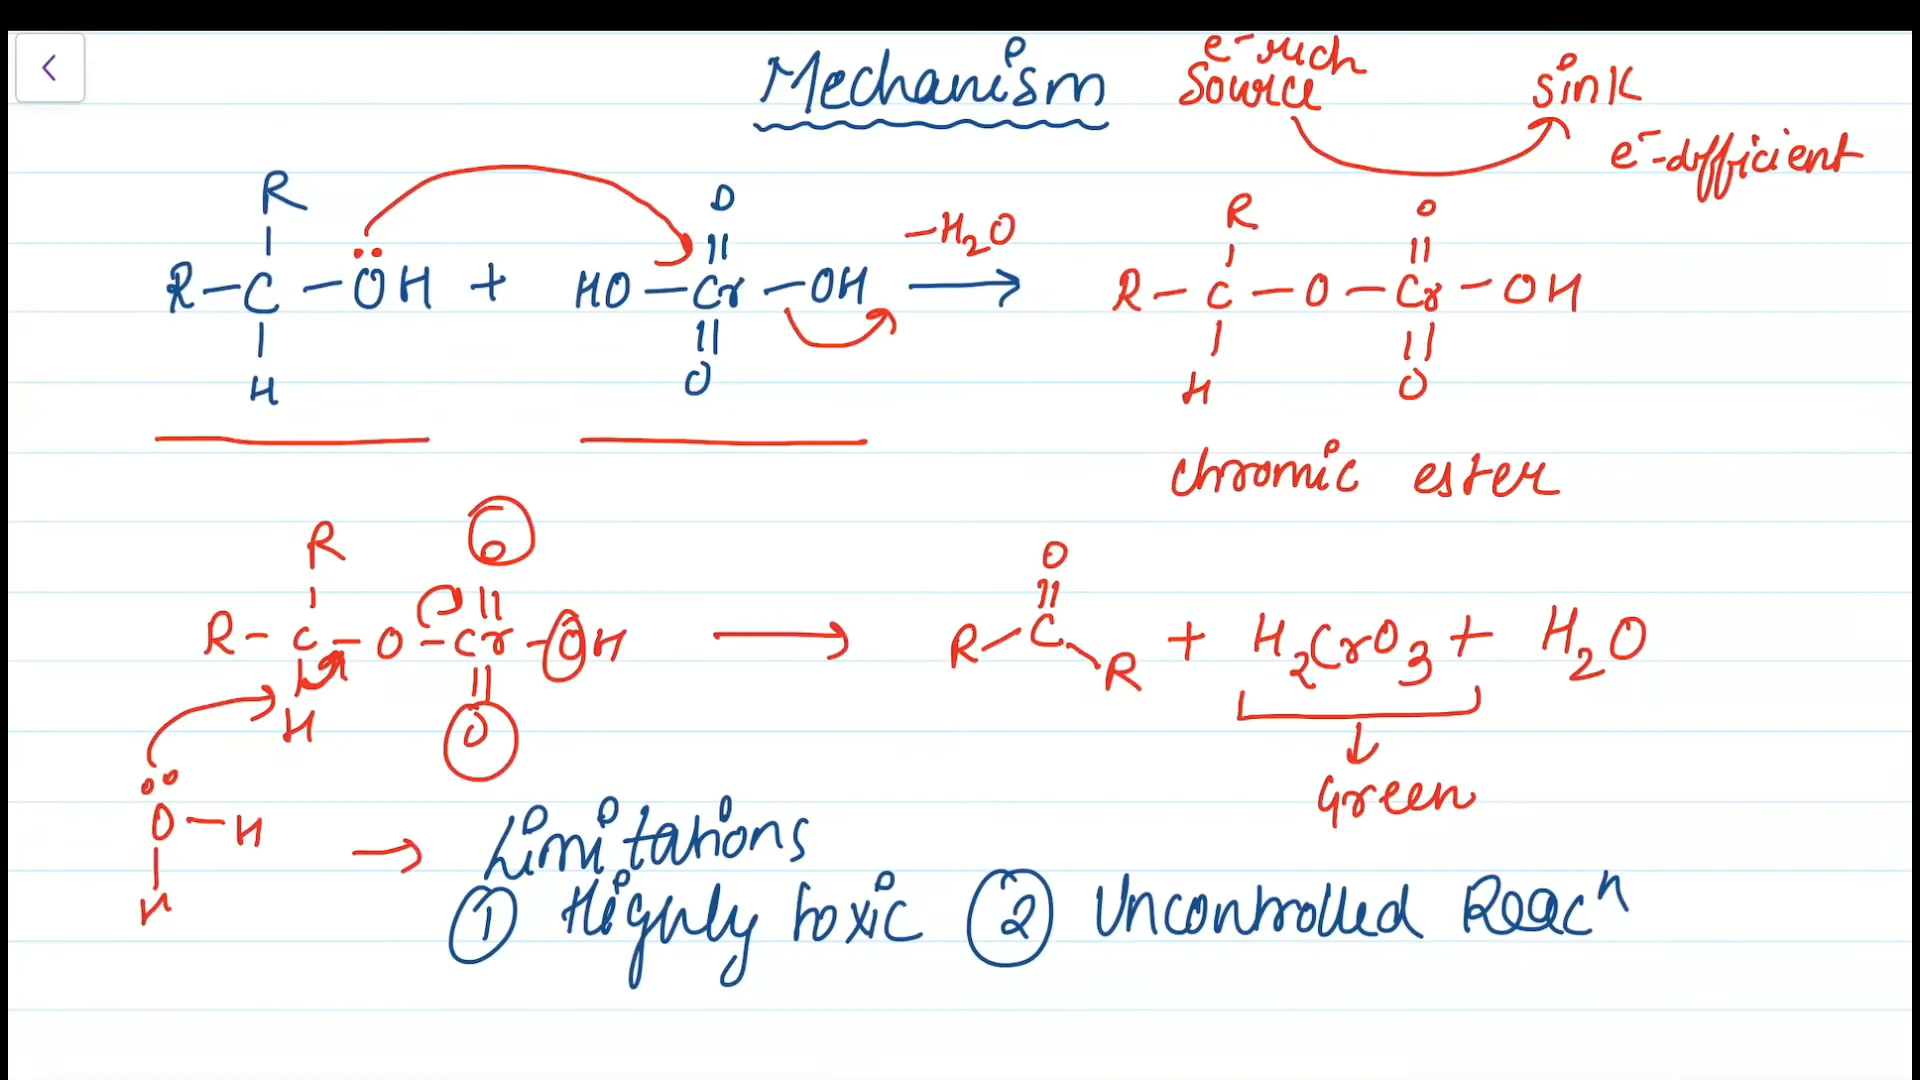 Mechanism
e⁻ rich
Source
Sink
e⁻-difficient
R
R–C–ÖH + HO–Cr–OH → R–C–O–Cr–OH
O
–H₂O
R
O
H
O
H
O
Chromic ester
R
O
R–C–O–Cr–OH → R–C–R + H₂CrO₃ + H₂O
O
H
O
Green
O–H
H
→ Limitations
① Highly toxic ② Uncontrolled Reacⁿ